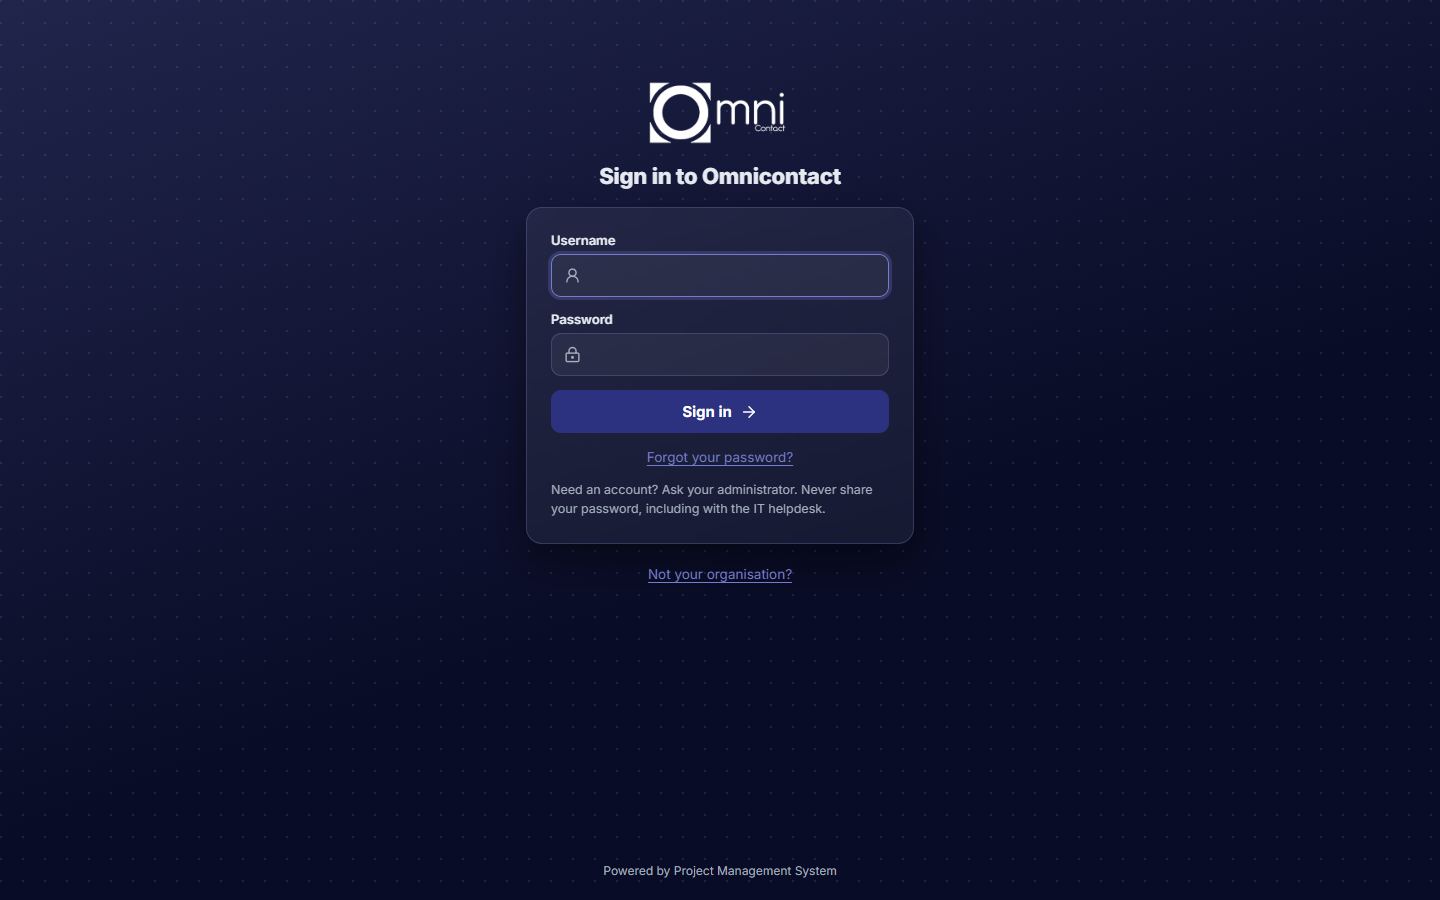 Omni
Contact
Sign in to Omnicontact
Username
Password
Sign in
Forgot your password?
Need an account? Ask your administrator. Never share
your password, including with the IT helpdesk.
Not your organisation?
Powered by Project Management System